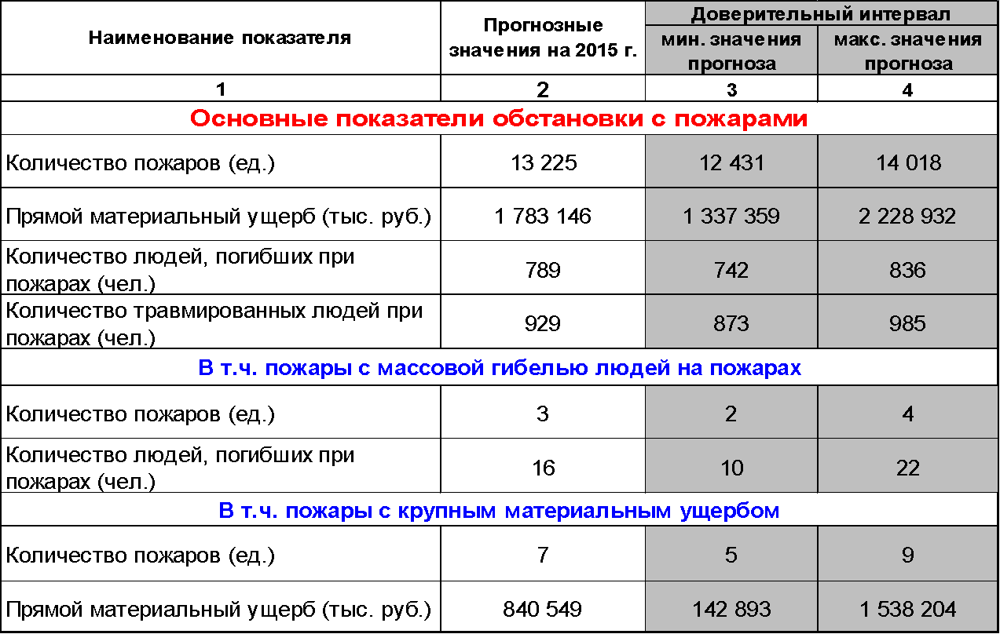 Наименование показателя
Прогнозные
значения на 2015 г.
Доверительный интервал
мин. значения
прогноза
макс. значения
прогноза
1 2 3 4
Основные показатели обстановки с пожарами
Количество пожаров (ед.) 13 225 12 431 14 018
Прямой материальный ущерб (тыс. руб.) 1 783 146 1 337 359 2 228 932
Количество людей, погибших при
пожарах (чел.) 789 742 836
Количество травмированных людей при
пожарах (чел.) 929 873 985
В т.ч. пожары с массовой гибелью людей на пожарах
Количество пожаров (ед.) 3 2 4
Количество людей, погибших при
пожарах (чел.) 16 10 22
В т.ч. пожары с крупным материальным ущербом
Количество пожаров (ед.) 7 5 9
Прямой материальный ущерб (тыс. руб.) 840 549 142 893 1 538 204